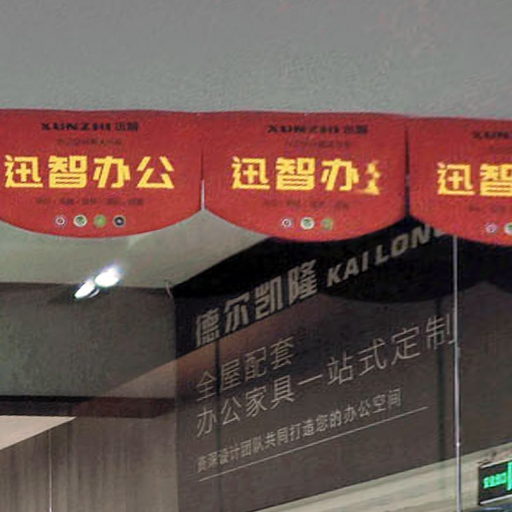 XUNZHI 迅智
迅智办公
XUNZHI 迅智
迅智办
XUN
迅智
德尔凯隆 KAILONG
全屋配套
办公家具一站式定制
资深设计团队共同打造您的办公空间